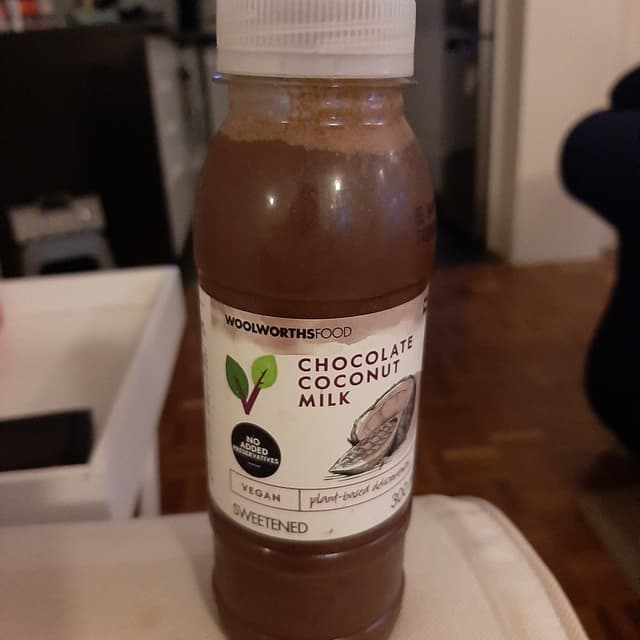 WOOLWORTHSFOOD
CHOCOLATE
COCONUT
MILK
NO
ADDED
PRESERVATIVES
VEGAN
plant-based
SWEETENED